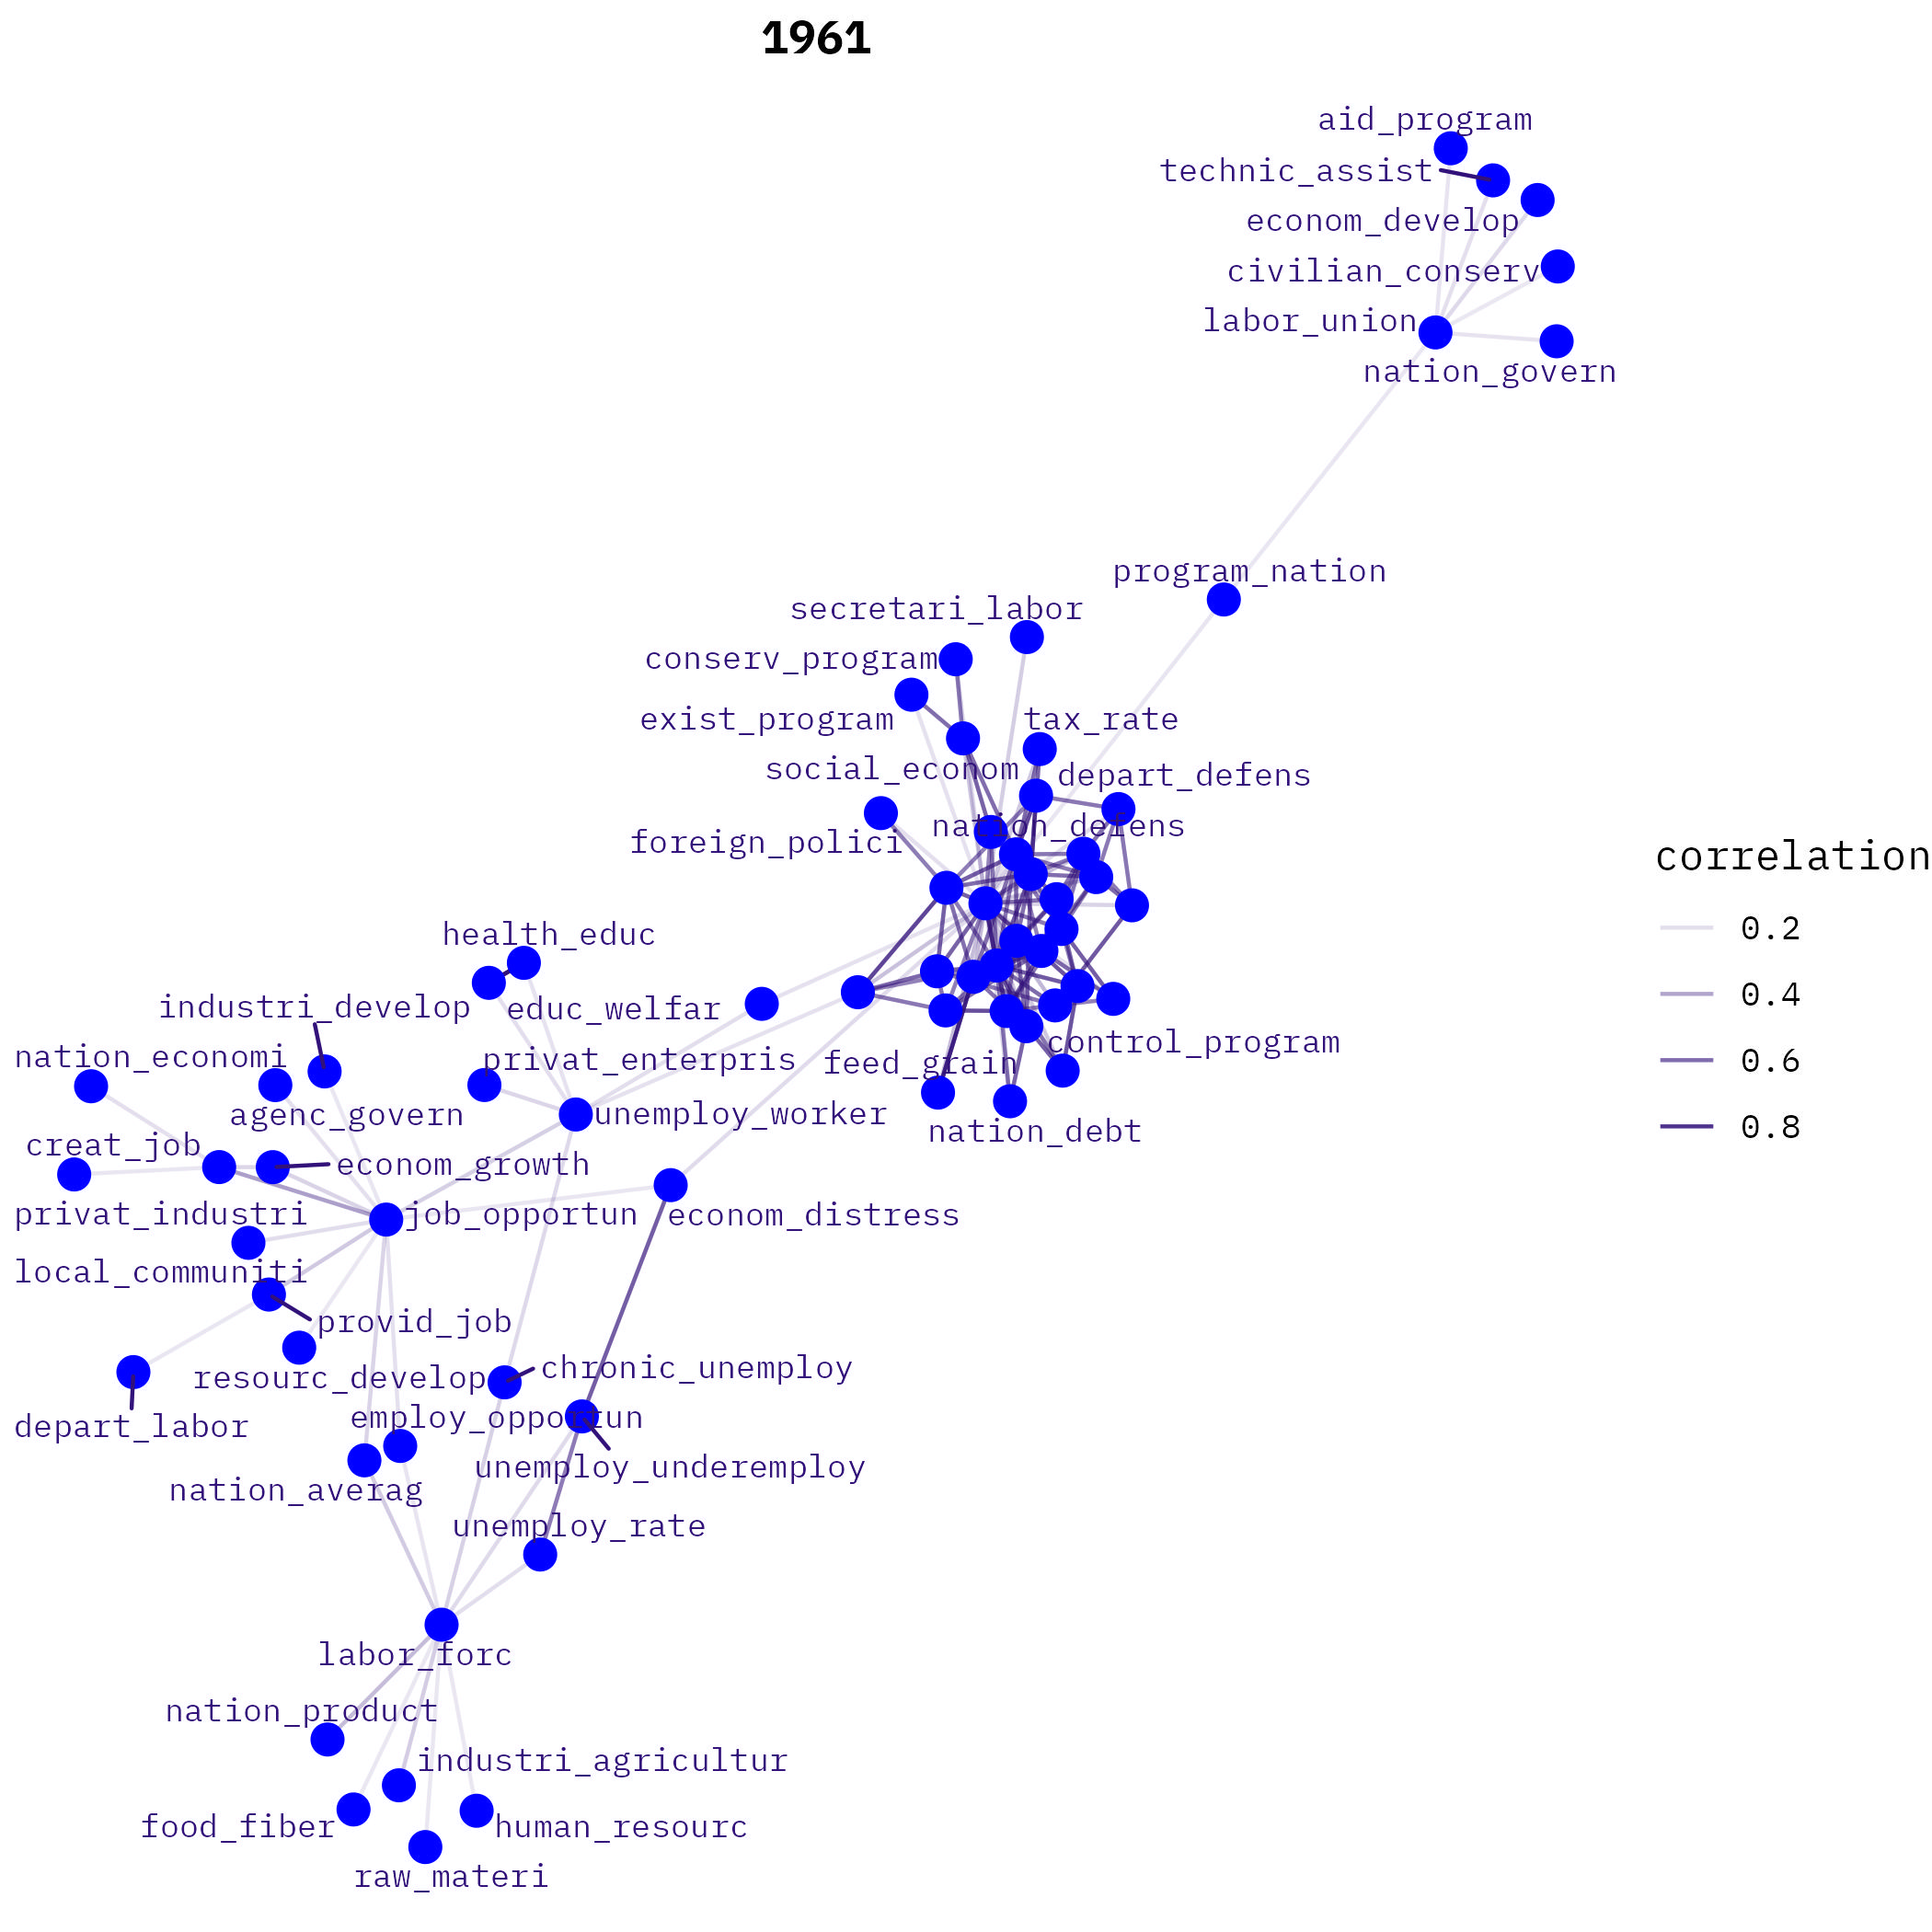 1961
aid_program
technic_assist
econom_develop
civilian_conserv
labor_union
nation_govern
program_nation
secretari_labor
conserv_program
exist_program
tax_rate
social_econom
depart_defens
nation_defens
foreign_polici
correlation
0.2
0.4
0.6
0.8
health_educ
industri_develop
educ_welfar
nation_economi
privat_enterpris
feed_grain
control_program
agenc_govern
unemploy_worker
nation_debt
creat_job
econom_growth
privat_industri
job_opportun
econom_distress
local_communiti
provid_job
resourc_develop
chronic_unemploy
depart_labor
employ_opportun
unemploy_underemploy
nation_averag
unemploy_rate
labor_forc
nation_product
industri_agricultur
food_fiber
human_resourc
raw_materi